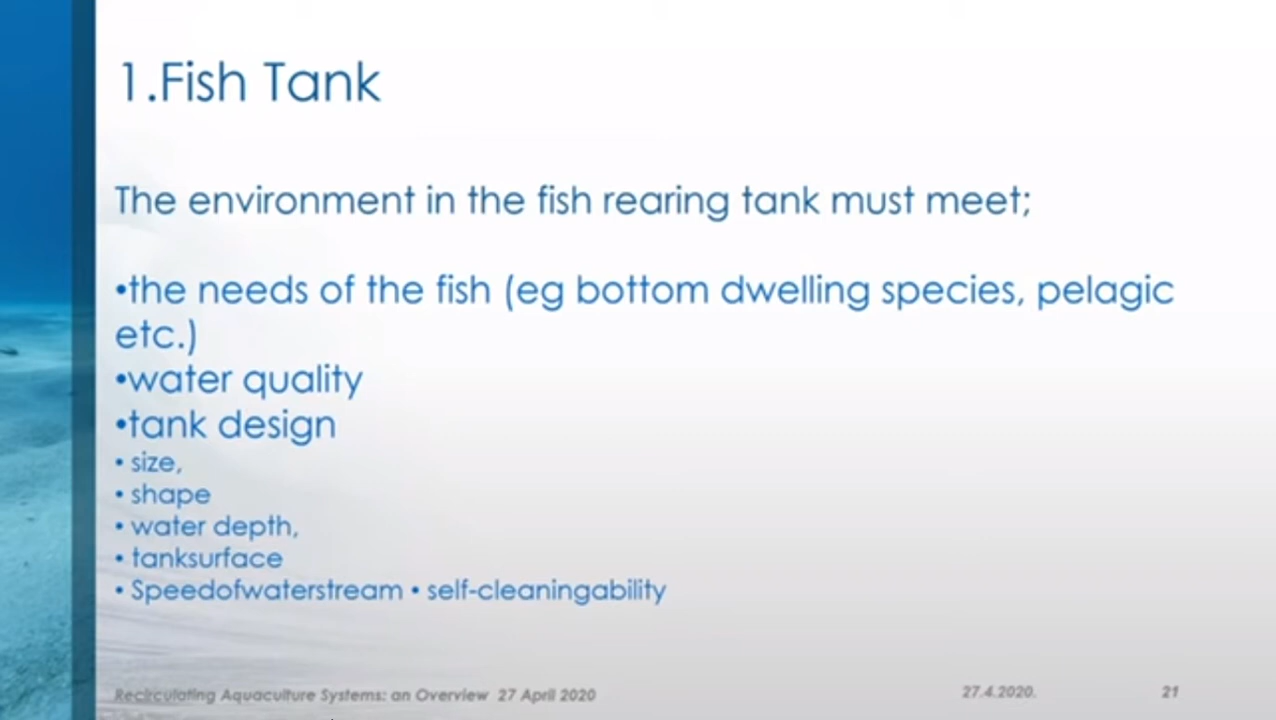 1.Fish Tank
The environment in the fish rearing tank must meet;
•the needs of the fish (eg bottom dwelling species, pelagic
etc.)
•water quality
•tank design
• size,
• shape
• water depth,
• tanksurface
• Speedofwaterstream • self-cleaningability
Recirculating Aquaculture Systems: an Overview 27 April 2020
27.4.2020.
21